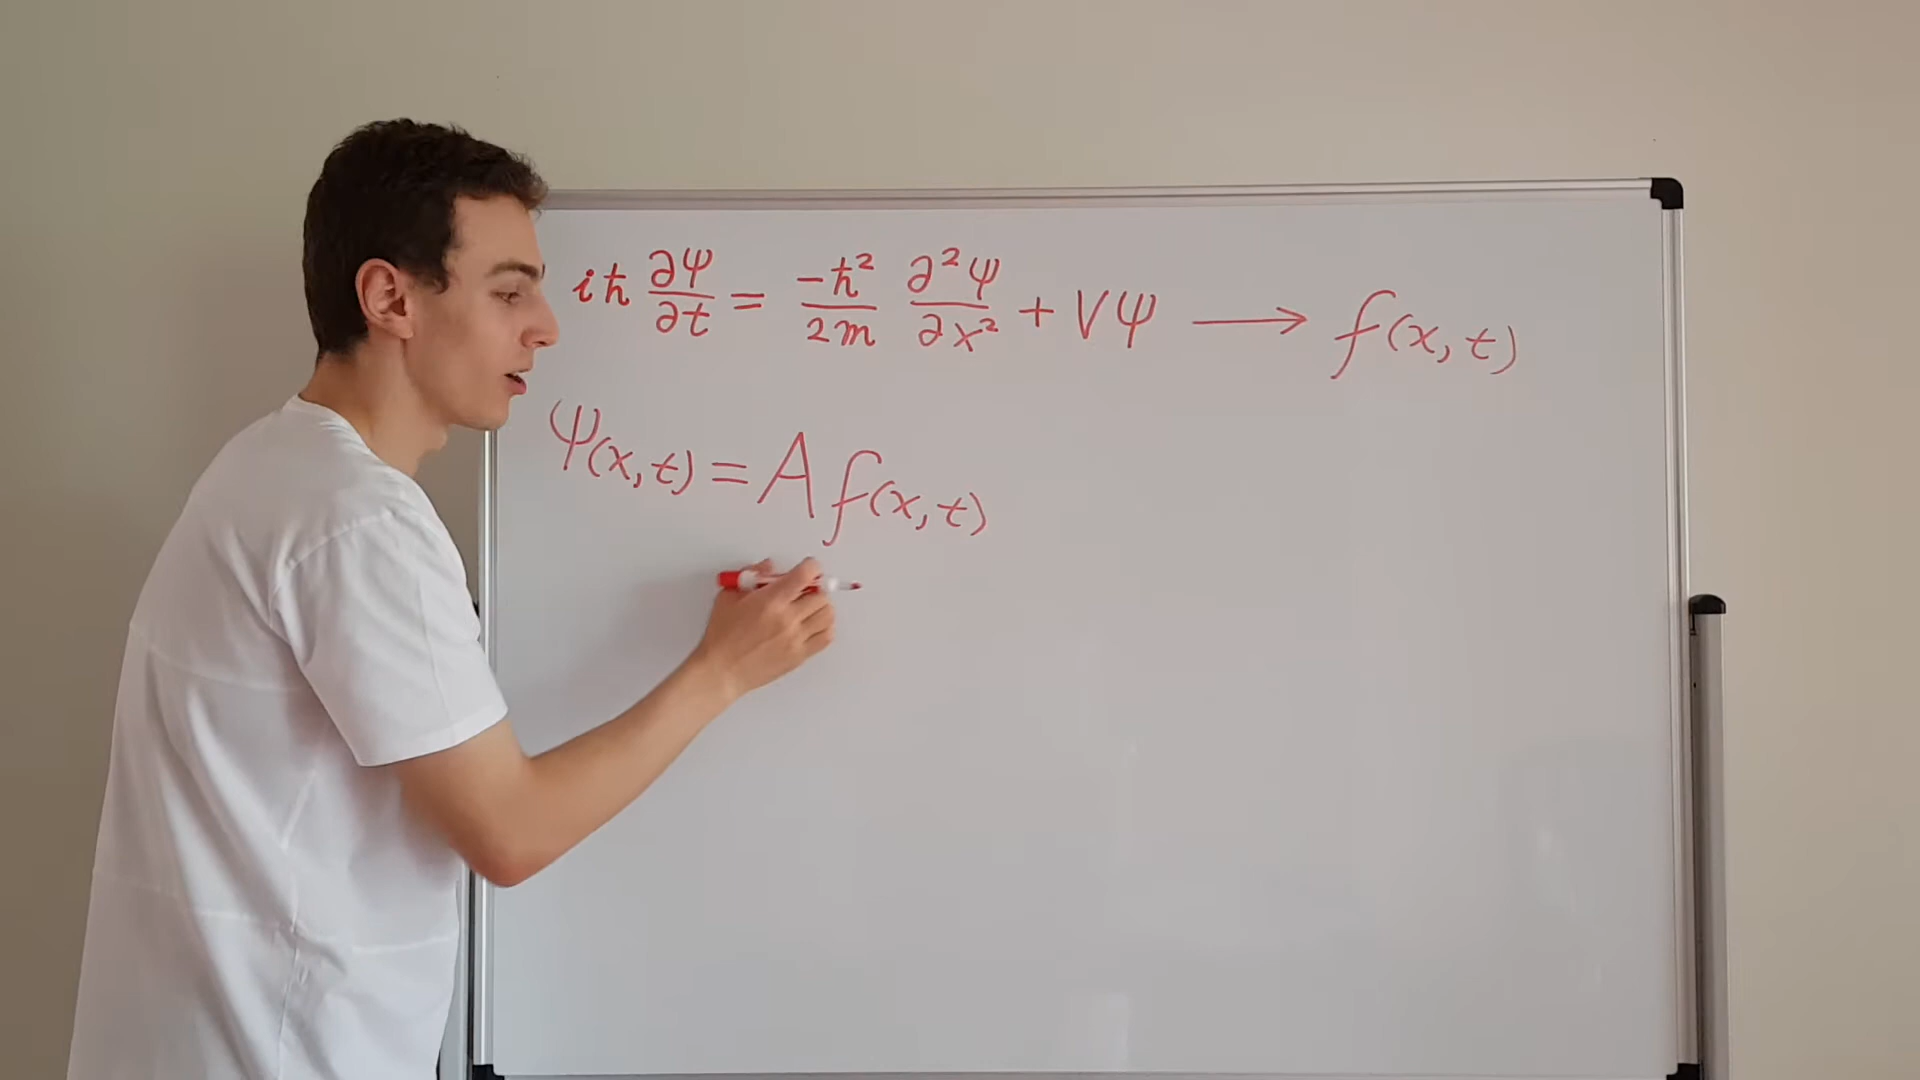 iħ ∂Ψ/∂t = -ħ²/2m ∂²Ψ/∂x² + VΨ ⟶ f(x,t)
Ψ(x,t) = A f(x,t)